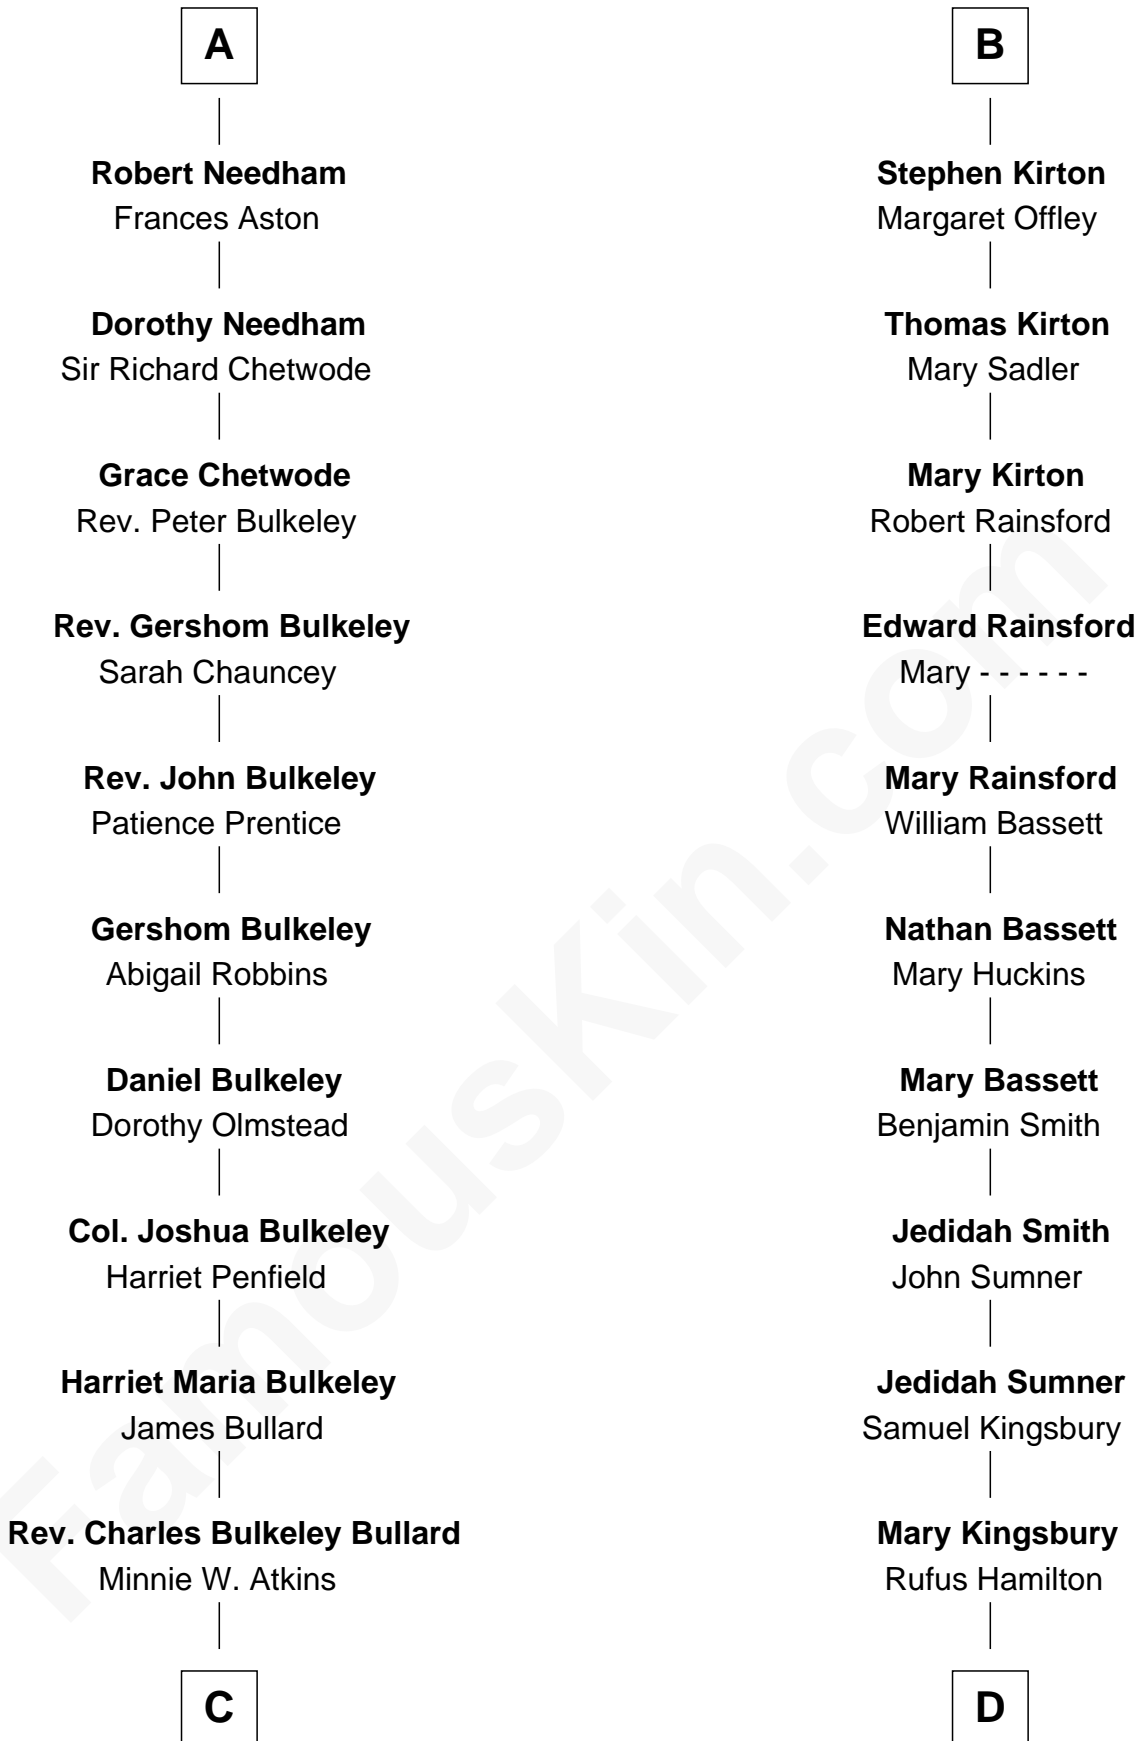 A
Robert Needham
Frances Aston
Dorothy Needham
Sir Richard Chetwode
Grace Chetwode
Rev. Peter Bulkeley
Rev. Gershom Bulkeley
Sarah Chauncey
Rev. John Bulkeley
Patience Prentice
Gershom Bulkeley
Abigail Robbins
Daniel Bulkeley
Dorothy Olmstead
Col. Joshua Bulkeley
Harriet Penfield
Harriet Maria Bulkeley
James Bullard
Rev. Charles Bulkeley Bullard
Minnie W. Atkins
C
B
Stephen Kirton
Margaret Offley
Thomas Kirton
Mary Sadler
Mary Kirton
Robert Rainsford
Edward Rainsford
Mary - - - - - -
Mary Rainsford
William Bassett
Nathan Bassett
Mary Huckins
Mary Bassett
Benjamin Smith
Jedidah Smith
John Sumner
Jedidah Sumner
Samuel Kingsbury
Mary Kingsbury
Rufus Hamilton
D
FamousKin.com